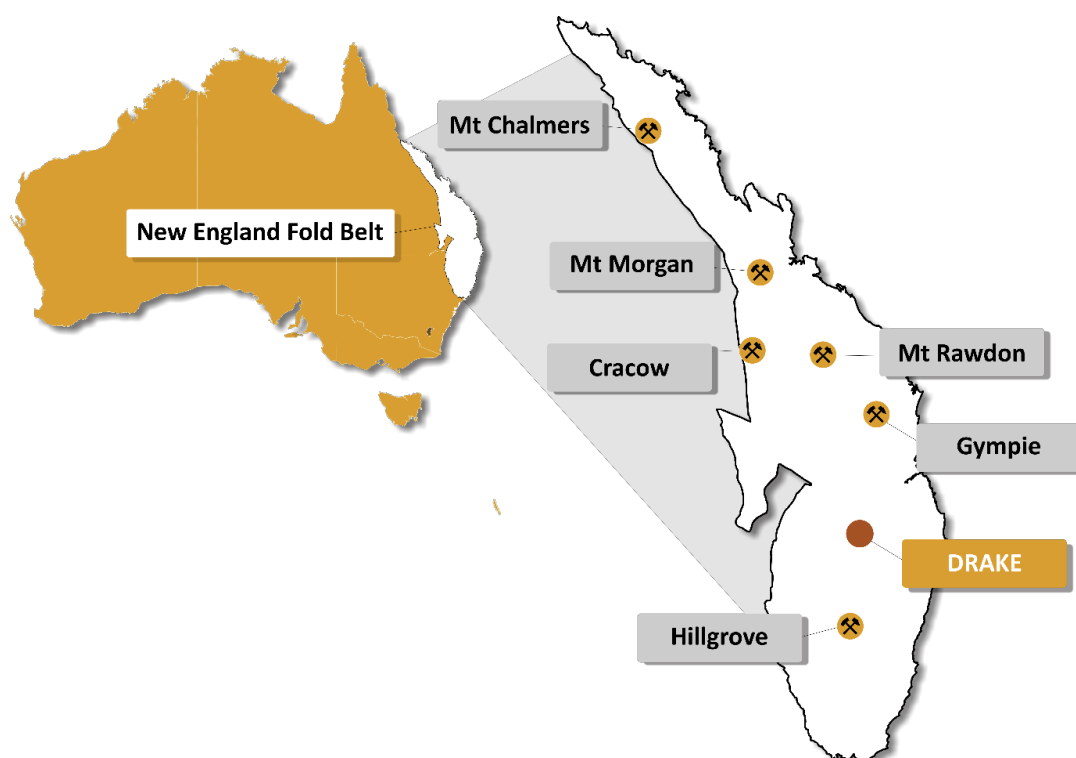 Mt Chalmers
New England Fold Belt
Mt Morgan
Cracow
Mt Rawdon
Gympie
DRAKE
Hillgrove